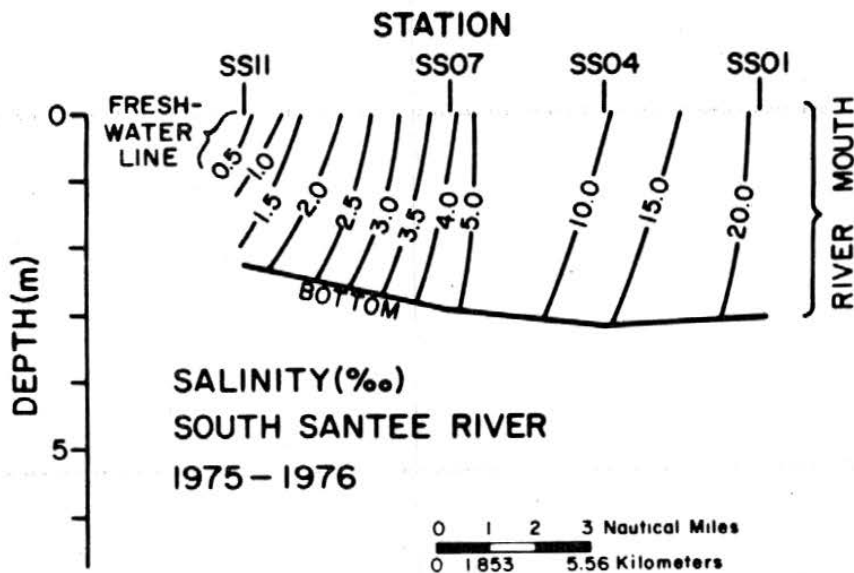 STATION
SS11 SS07 SS04 SS01
0
FRESH-
WATER
LINE
0.5
1.0
1.5
2.0
2.5
3.0
3.5
4.0
5.0
10.0
15.0
20.0
RIVER MOUTH
BOTTOM
DEPTH(m)
5
SALINITY(‰)
SOUTH SANTEE RIVER
1975-1976
0 1 2 3 Nautical Miles
0 1853 5.56 Kilometers